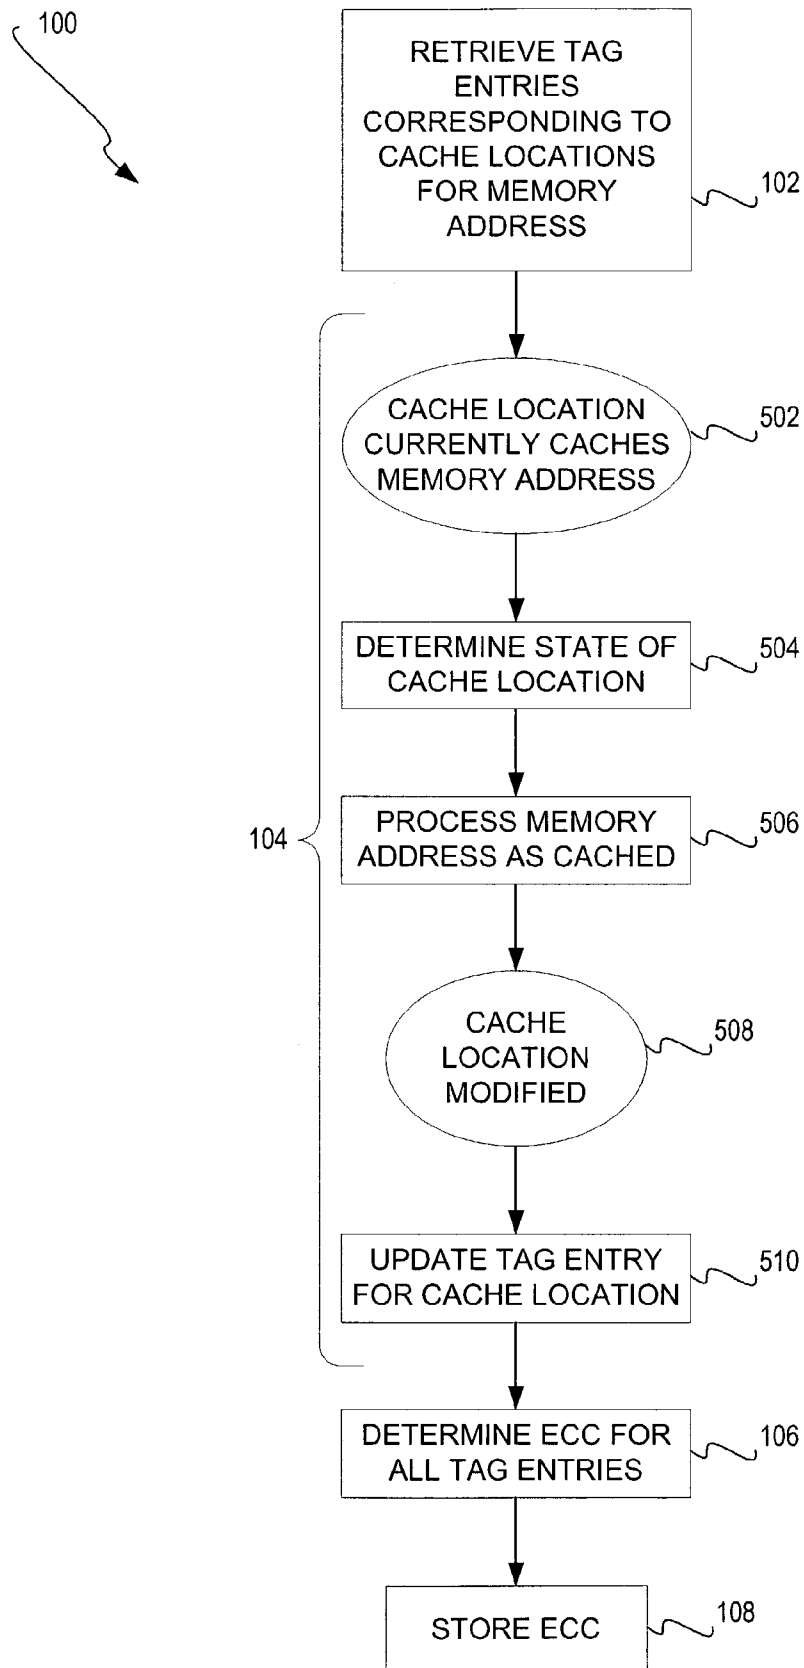 100
RETRIEVE TAG
ENTRIES
CORRESPONDING TO
CACHE LOCATIONS
FOR MEMORY
ADDRESS
102
CACHE LOCATION
CURRENTLY CACHES
MEMORY ADDRESS
502
DETERMINE STATE OF
CACHE LOCATION
504
104
PROCESS MEMORY
ADDRESS AS CACHED
506
CACHE
LOCATION
MODIFIED
508
UPDATE TAG ENTRY
FOR CACHE LOCATION
510
DETERMINE ECC FOR
ALL TAG ENTRIES
106
STORE ECC
108